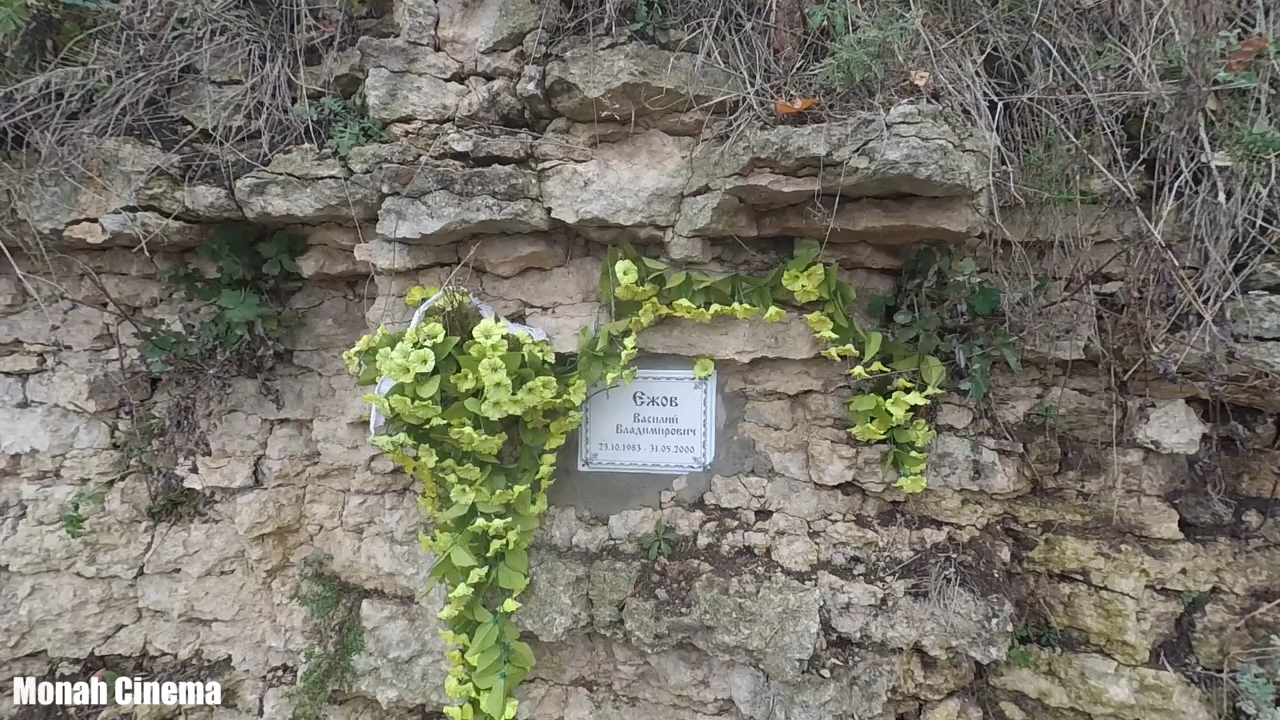 Ежов
Василий
Владимирович
23.10.1983 - 31.05.2000
Monah Cinema